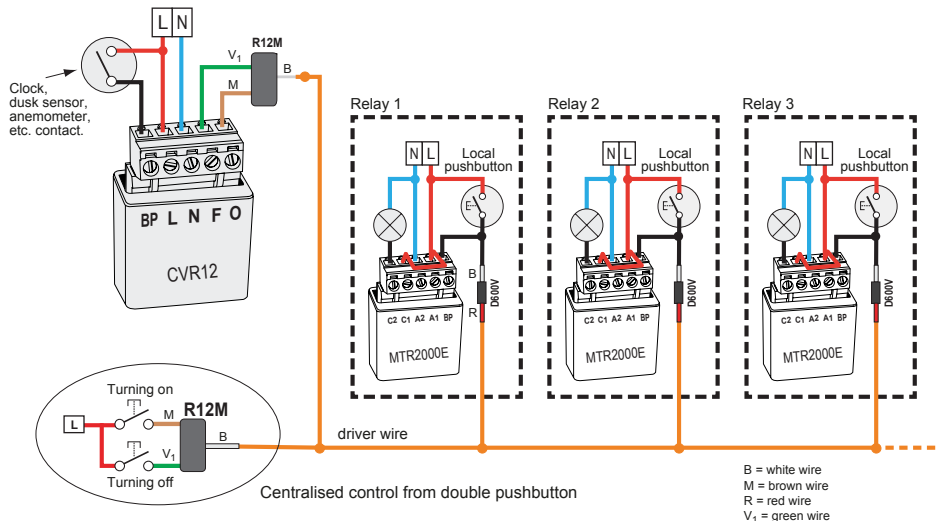 L N
R12M
V₁
B
M
Clock,
dusk sensor,
anemometer,
etc. contact.
BP L N F O
CVR12
Relay 1
N L
Local
pushbutton
E
B
D600V
R
C2 C1 A2 A1 BP
MTR2000E
Relay 2
N L
Local
pushbutton
E
D600V
C2 C1 A2 A1 BP
MTR2000E
Relay 3
N L
Local
pushbutton
E
D600V
C2 C1 A2 A1 BP
MTR2000E
Turning on
L
M
R12M
B
V₁
Turning off
driver wire
Centralised control from double pushbutton
B = white wire
M = brown wire
R = red wire
V₁ = green wire